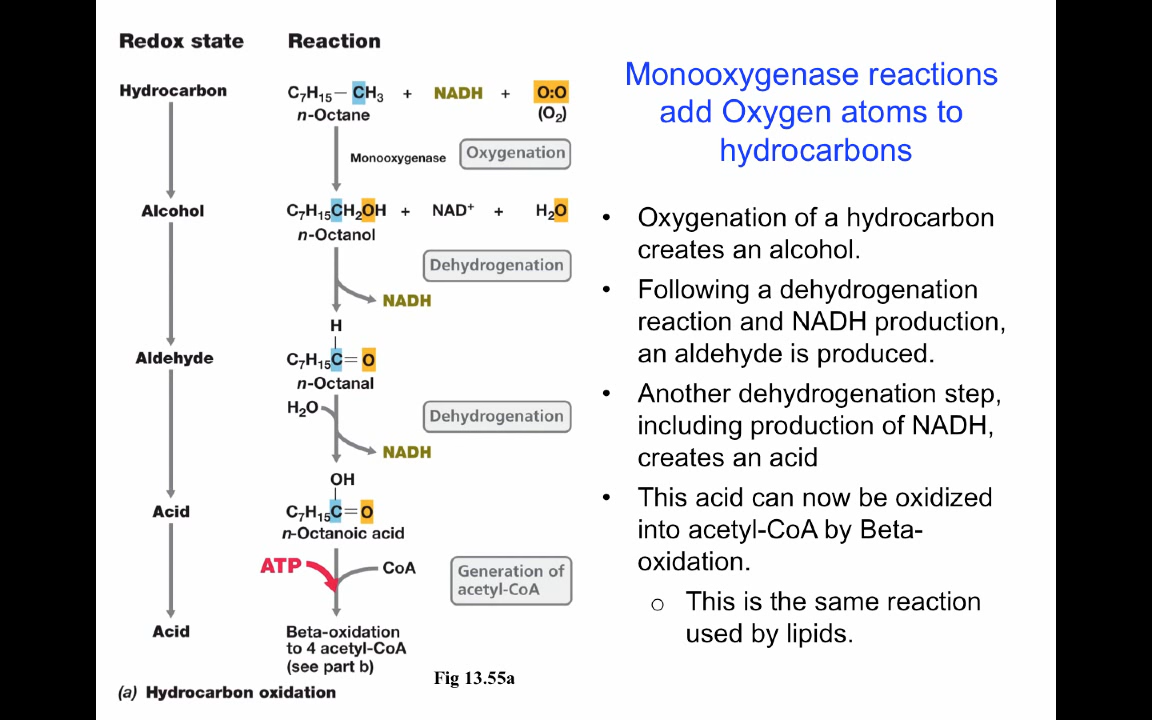 Redox state Reaction
Hydrocarbon C₇H₁₅— CH₃ + NADH + O:O
n-Octane (O₂)
Monooxygenase Oxygenation
Alcohol C₇H₁₅CH₂OH + NAD⁺ + H₂O
n-Octanol
Dehydrogenation
NADH
H
Aldehyde C₇H₁₅C=O
n-Octanal
H₂O
Dehydrogenation
NADH
OH
Acid C₇H₁₅C=O
n-Octanoic acid
ATP CoA
Generation of
acetyl-CoA
Acid Beta-oxidation
to 4 acetyl-CoA
(see part b)
Fig 13.55a
(a) Hydrocarbon oxidation
Monooxygenase reactions
add Oxygen atoms to
hydrocarbons
• Oxygenation of a hydrocarbon
creates an alcohol.
• Following a dehydrogenation
reaction and NADH production,
an aldehyde is produced.
• Another dehydrogenation step,
including production of NADH,
creates an acid
• This acid can now be oxidized
into acetyl-CoA by Beta-
oxidation.
o This is the same reaction
used by lipids.